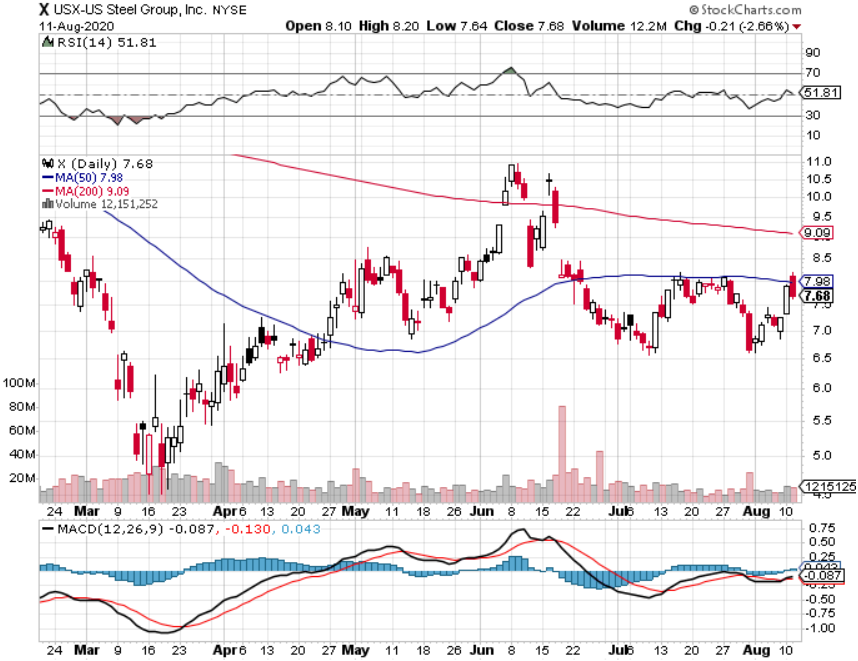 X USX-US Steel Group, Inc. NYSE © StockCharts.com
11-Aug-2020 Open 8.10 High 8.20 Low 7.64 Close 7.68 Volume 12.2M Chg -0.21 (-2.66%)
RSI(14) 51.81
90
70
51.81
30
10
X (Daily) 7.68
MA(50) 7.98
MA(200) 9.09
Volume 12,151,252
11.0
10.5
10.0
9.5
9.09
8.5
7.98
7.68
7.0
6.5
6.0
5.5
5.0
4.5
100M
80M
60M
40M
20M
1215125
24 Mar 9 16 23 Apr 6 13 20 27 May 11 18 26 Jun 8 15 22 Jul 6 13 20 27 Aug 10
MACD(12,26,9) -0.087, -0.130, 0.043
0.75
0.50
0.25
0.043
-0.087
-0.50
-0.75
-1.00
24 Mar 9 16 23 Apr 6 13 20 27 May 11 18 26 Jun 8 15 22 Jul 6 13 20 27 Aug 10